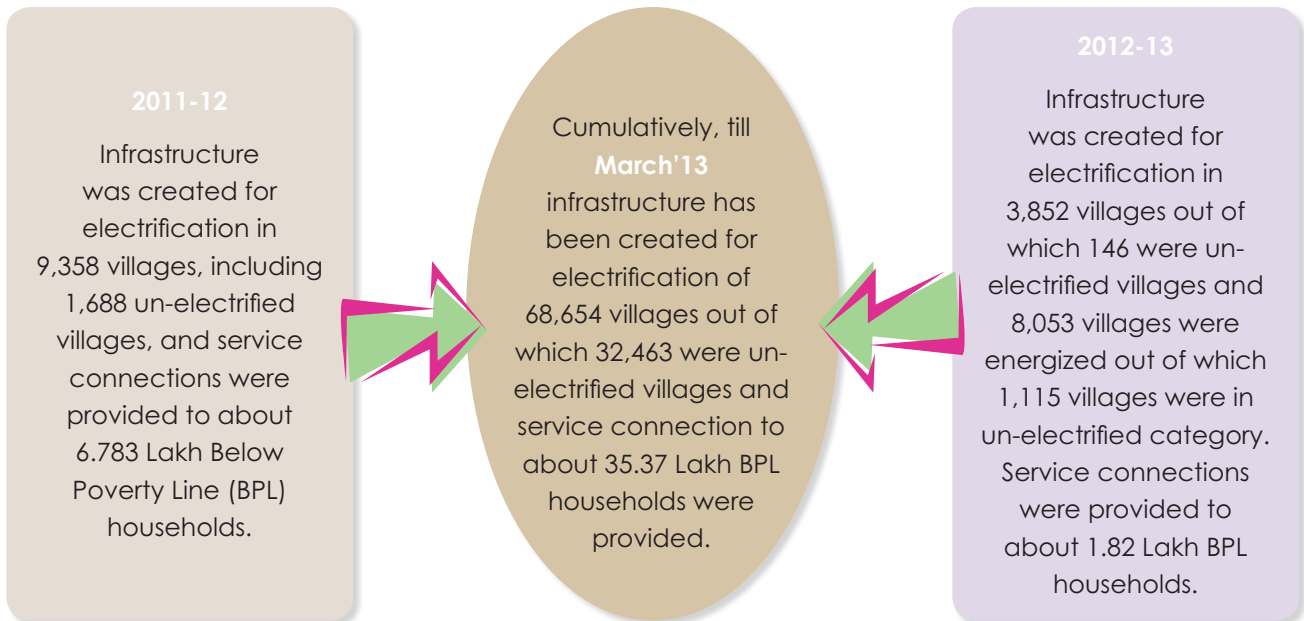 2011-12
Infrastructure
was created for
electrification in
9,358 villages, including
1,688 un-electrified
villages, and service
connections were
provided to about
6.783 Lakh Below
Poverty Line (BPL)
households.
Cumulatively, till
March'13
infrastructure has
been created for
electrification of
68,654 villages out of
which 32,463 were un-
electrified villages and
service connection to
about 35.37 Lakh BPL
households were
provided.
2012-13
Infrastructure
was created for
electrification in
3,852 villages out of
which 146 were un-
electrified villages and
8,053 villages were
energized out of which
1,115 villages were in
un-electrified category.
Service connections
were provided to
about 1.82 Lakh BPL
households.